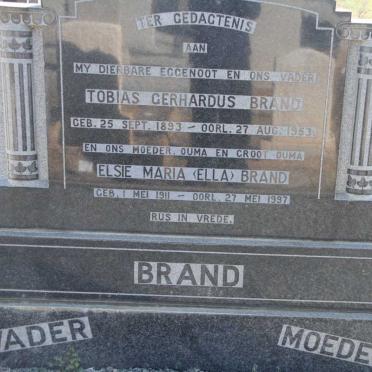 TER GEDAGTENIS
AAN
MY DIERBARE EGGENOOT EN ONS VADER
TOBIAS GERHARDUS BRAND
GEB. 25 SEPT. 1893 - OORL. 27 AUG. 1953
EN ONS MOEDER, OUMA EN GROOT OUMA
ELSIE MARIA (ELLA) BRAND
GEB. 1 MEI 1911 - OORL. 27 MEI 1997
RUS IN VREDE.
BRAND
VADER MOEDE